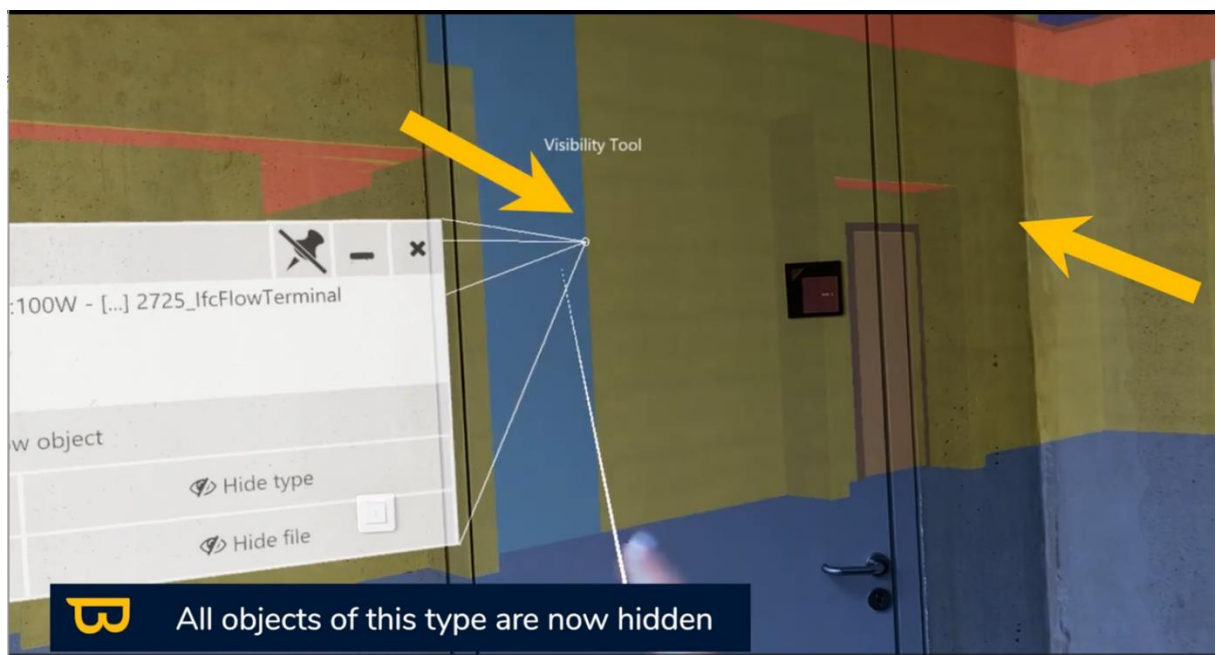 Visibility Tool
:100W - [...] 2725_IfcFlowTerminal
w object
Hide type
Hide file
All objects of this type are now hidden